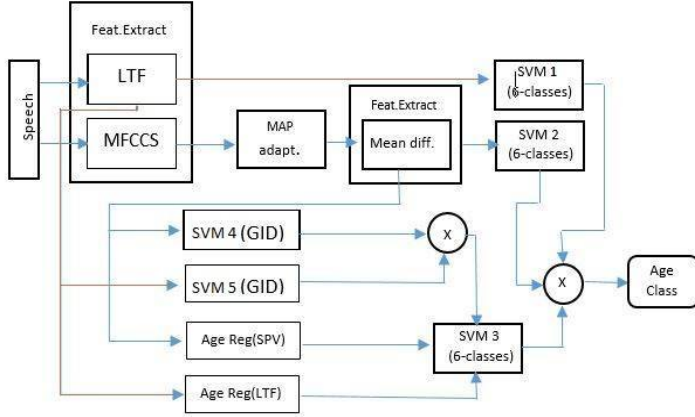 Feat.Extract
Speech
LTF
MFCCS
MAP
adapt.
Feat.Extract
Mean diff.
SVM 1
(6-classes)
SVM 2
(6-classes)
SVM 4 (GID)
X
SVM 5 (GID)
X
Age
Class
Age Reg(SPV)
SVM 3
(6-classes)
Age Reg(LTF)